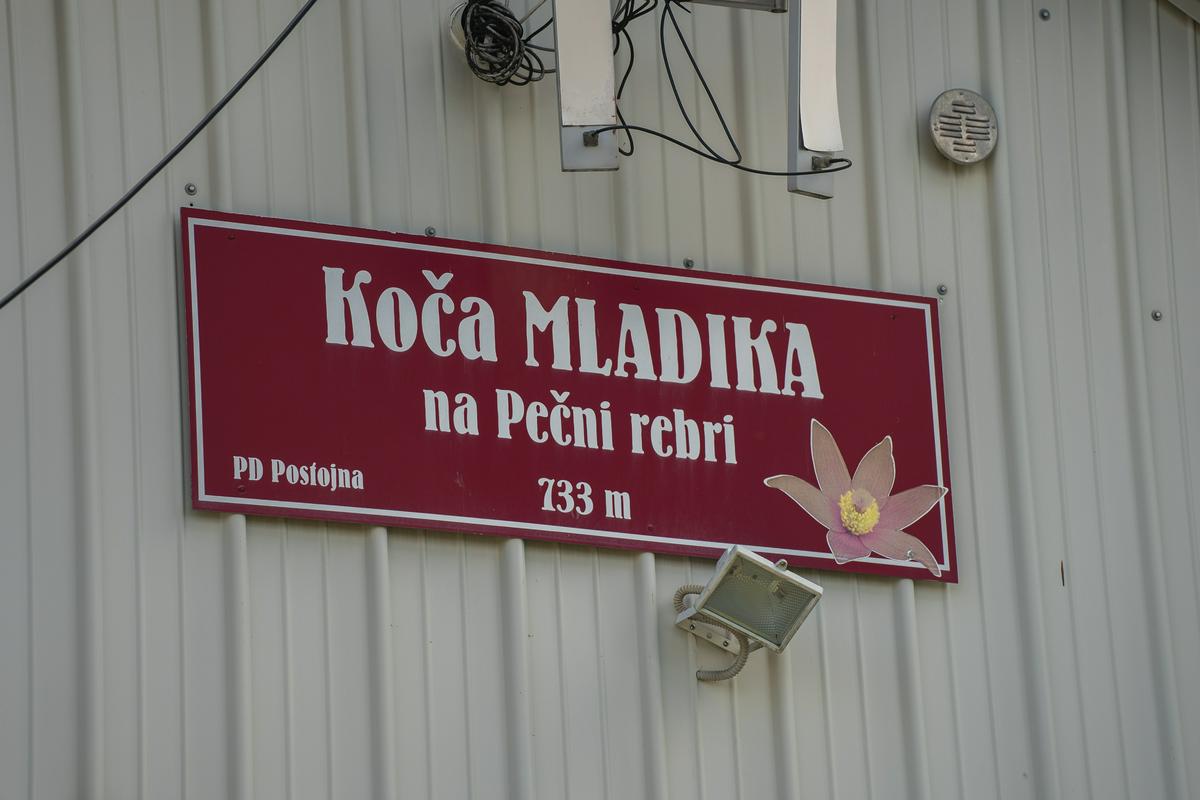 Koča MLADIKA
na Pečni rebri
PD Postojna
733 m